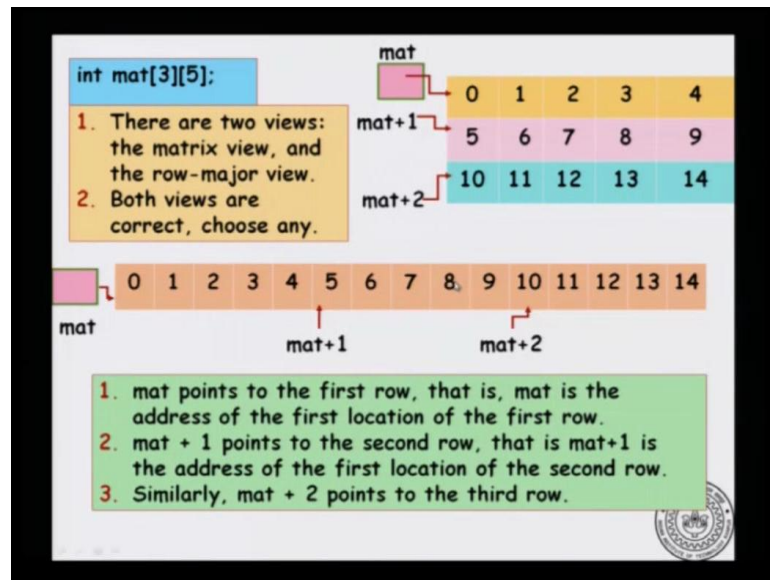 int mat[3][5];
1. There are two views:
the matrix view, and
the row-major view.
2. Both views are
correct, choose any.
mat
0 1 2 3 4
mat+1
5 6 7 8 9
mat+2
10 11 12 13 14
0 1 2 3 4 5 6 7 8 9 10 11 12 13 14
mat
mat+1
mat+2
1. mat points to the first row, that is, mat is the
address of the first location of the first row.
2. mat + 1 points to the second row, that is mat+1 is
the address of the first location of the second row.
3. Similarly, mat + 2 points to the third row.